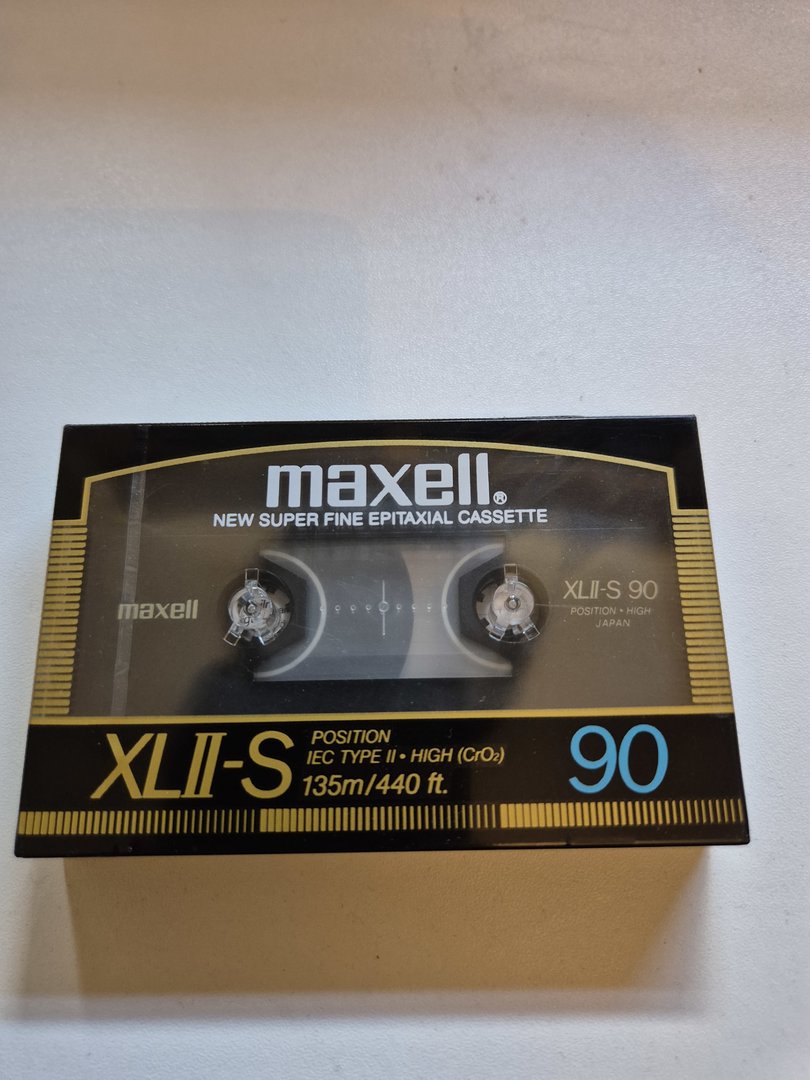 maxell®
NEW SUPER FINE EPITAXIAL CASSETTE
maxell
XLII-S 90
POSITION • HIGH
JAPAN
XLII-S
POSITION
IEC TYPE II • HIGH (CrO₂)
135m/440 ft.
90